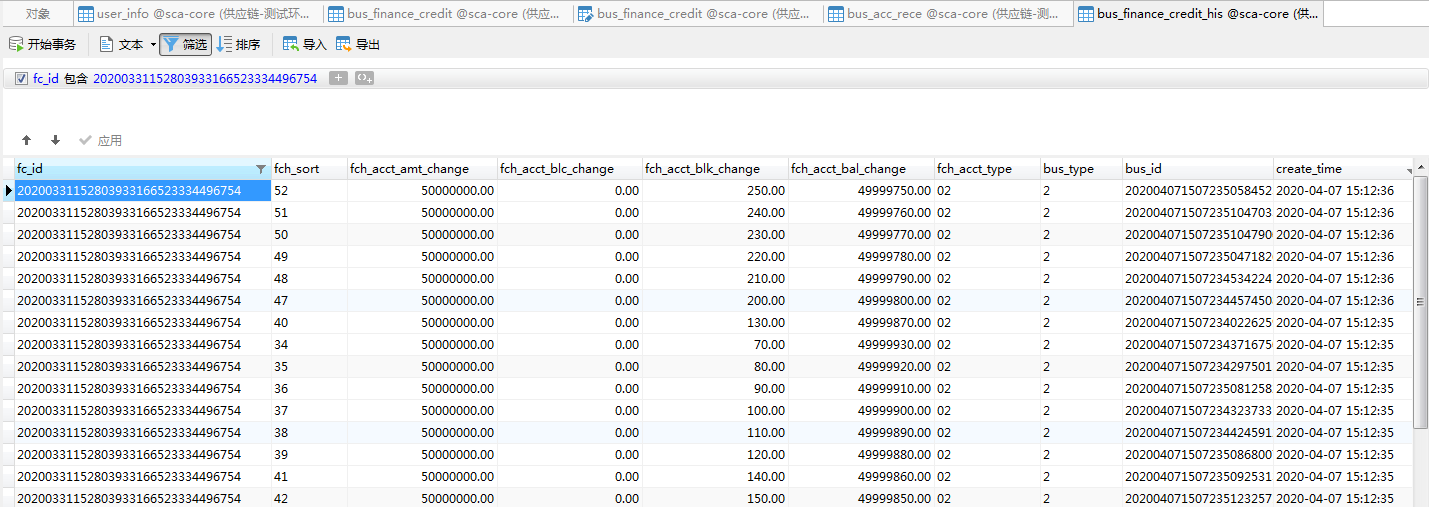 对象 user_info @sca-core (供应链-测试环... bus_finance_credit @sca-core (供应... bus_finance_credit @sca-core (供应... bus_acc_rece @sca-core (供应链-测... bus_finance_credit_his @sca-core (供...
开始事务 文本 筛选 排序 导入 导出
fc_id 包含 20200331152803933166523334496754
应用
fc_id fch_sort fch_acct_amt_change fch_acct_blc_change fch_acct_blk_change fch_acct_bal_change fch_acct_type bus_type bus_id create_time
20200331152803933166523334496754 52 50000000.00 0.00 250.00 49999750.00 02 2 202004071507235058452 2020-04-07 15:12:36
20200331152803933166523334496754 51 50000000.00 0.00 240.00 49999760.00 02 2 202004071507235104703 2020-04-07 15:12:36
20200331152803933166523334496754 50 50000000.00 0.00 230.00 49999770.00 02 2 20200407150723510479 2020-04-07 15:12:36
20200331152803933166523334496754 49 50000000.00 0.00 220.00 49999780.00 02 2 20200407150723504718 2020-04-07 15:12:36
20200331152803933166523334496754 48 50000000.00 0.00 210.00 49999790.00 02 2 202004071507234534224 2020-04-07 15:12:36
20200331152803933166523334496754 47 50000000.00 0.00 200.00 49999800.00 02 2 20200407150723445745 2020-04-07 15:12:36
20200331152803933166523334496754 40 50000000.00 0.00 130.00 49999870.00 02 2 20200407150723402262 2020-04-07 15:12:35
20200331152803933166523334496754 34 50000000.00 0.00 70.00 49999930.00 02 2 20200407150723437167 2020-04-07 15:12:35
20200331152803933166523334496754 35 50000000.00 0.00 80.00 49999920.00 02 2 202004071507234297501 2020-04-07 15:12:35
20200331152803933166523334496754 36 50000000.00 0.00 90.00 49999910.00 02 2 202004071507235081258 2020-04-07 15:12:35
20200331152803933166523334496754 37 50000000.00 0.00 100.00 49999900.00 02 2 202004071507234323733 2020-04-07 15:12:35
20200331152803933166523334496754 38 50000000.00 0.00 110.00 49999890.00 02 2 20200407150723442459 2020-04-07 15:12:35
20200331152803933166523334496754 39 50000000.00 0.00 120.00 49999880.00 02 2 20200407150723508680 2020-04-07 15:12:35
20200331152803933166523334496754 41 50000000.00 0.00 140.00 49999860.00 02 2 202004071507235092531 2020-04-07 15:12:35
20200331152803933166523334496754 42 50000000.00 0.00 150.00 49999850.00 02 2 202004071507235123257 2020-04-07 15:12:35